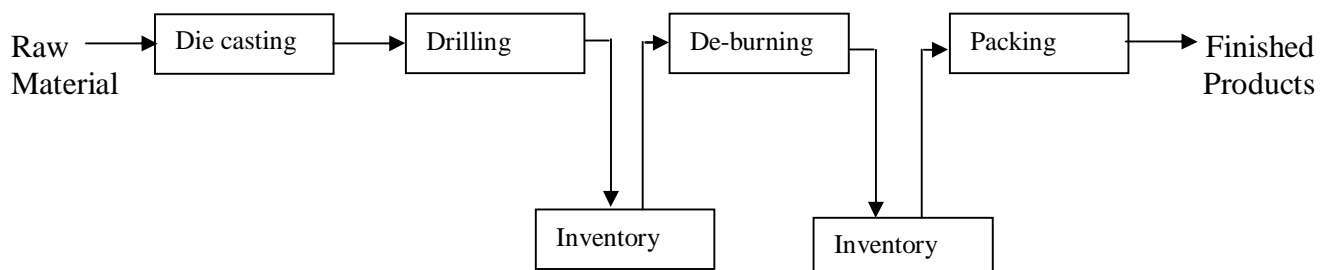 Raw
Material
Die casting
Drilling
De-burning
Packing
Finished
Products
Inventory
Inventory